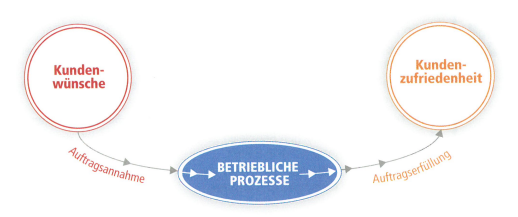 Kunden-
wünsche
Kunden-
zufriedenheit
Auftragsannahme
BETRIEBLICHE
PROZESSE
Auftragserfüllung